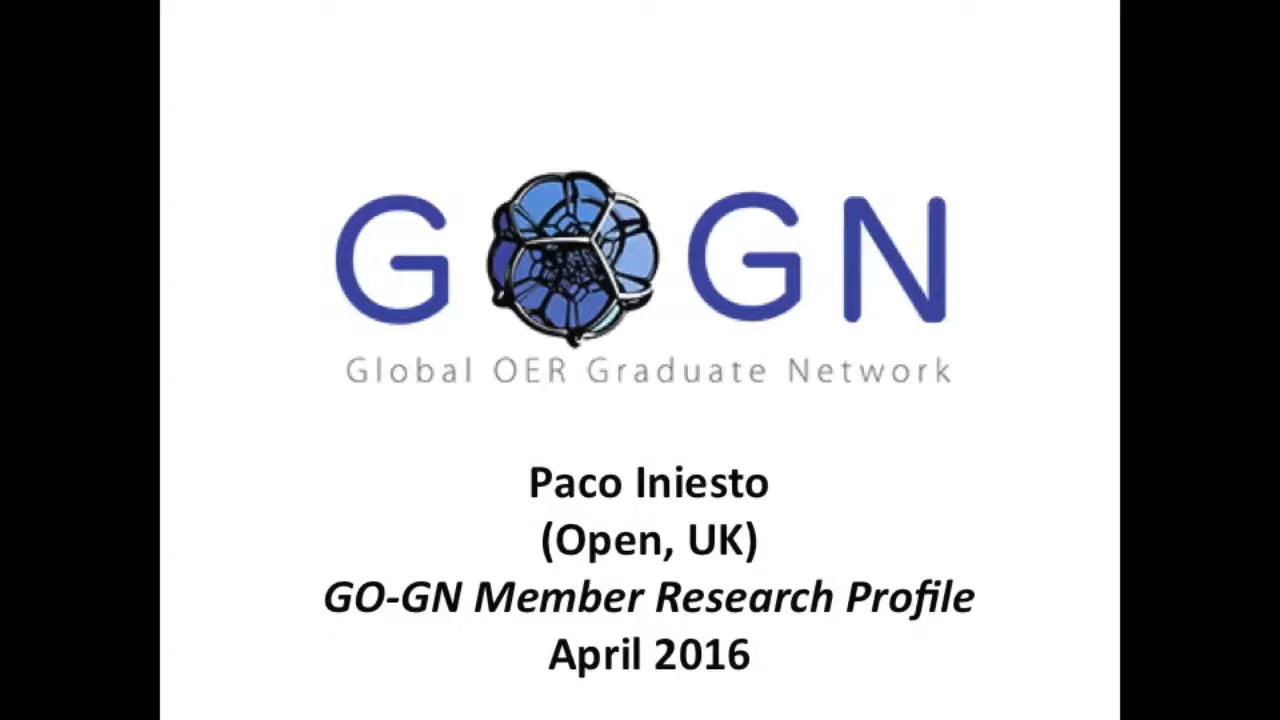 GOGN
Global OER Graduate Network
Paco Iniesto
(Open, UK)
GO-GN Member Research Profile
April 2016